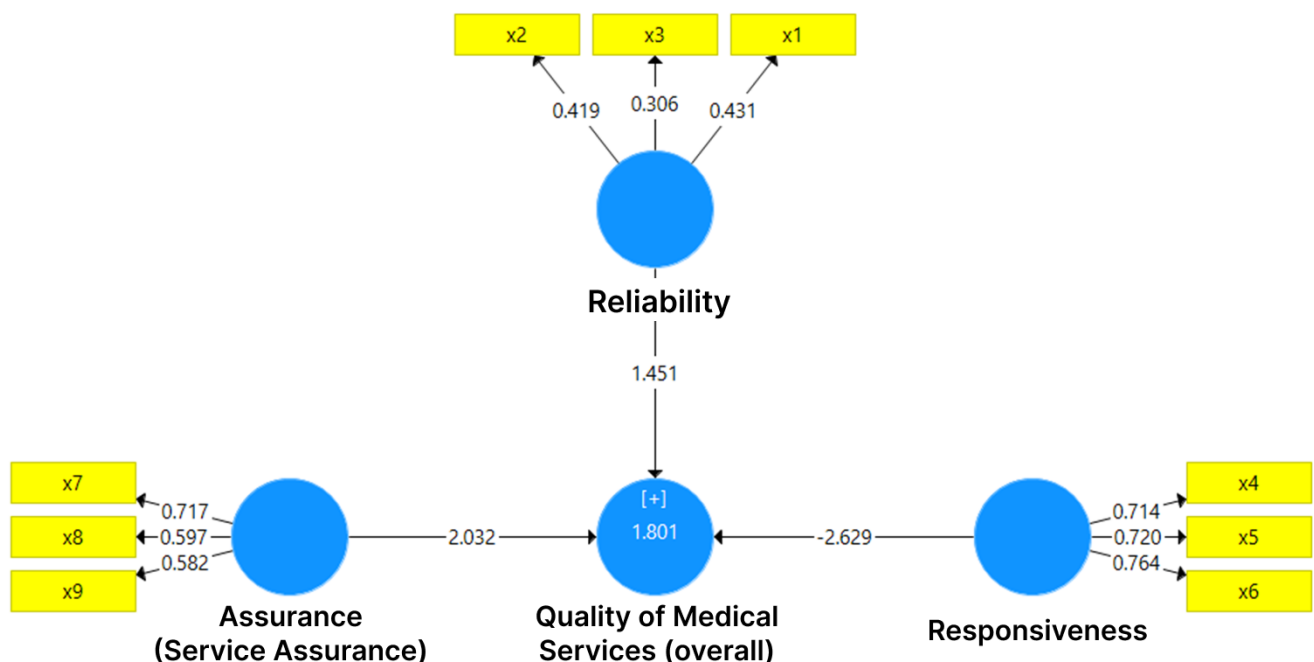 x2 x3 x1
0.419 0.306 0.431
Reliability
1.451
x7
0.717
x8
0.597
x9
0.582
2.032
[+]
1.801
-2.629
x4
0.714
x5
0.720
x6
0.764
Assurance
(Service Assurance)
Quality of Medical
Services (overall)
Responsiveness